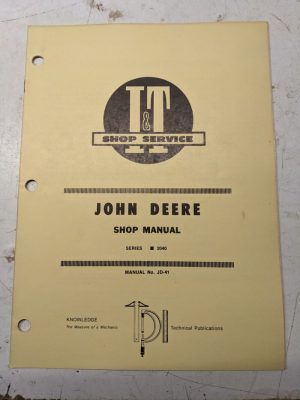 I&T
SHOP SERVICE
JOHN DEERE
SHOP MANUAL
SERIES ■ 2040
MANUAL No. JD-41
KNOWLEDGE
The Measure of a Mechanic
TP
Technical Publications